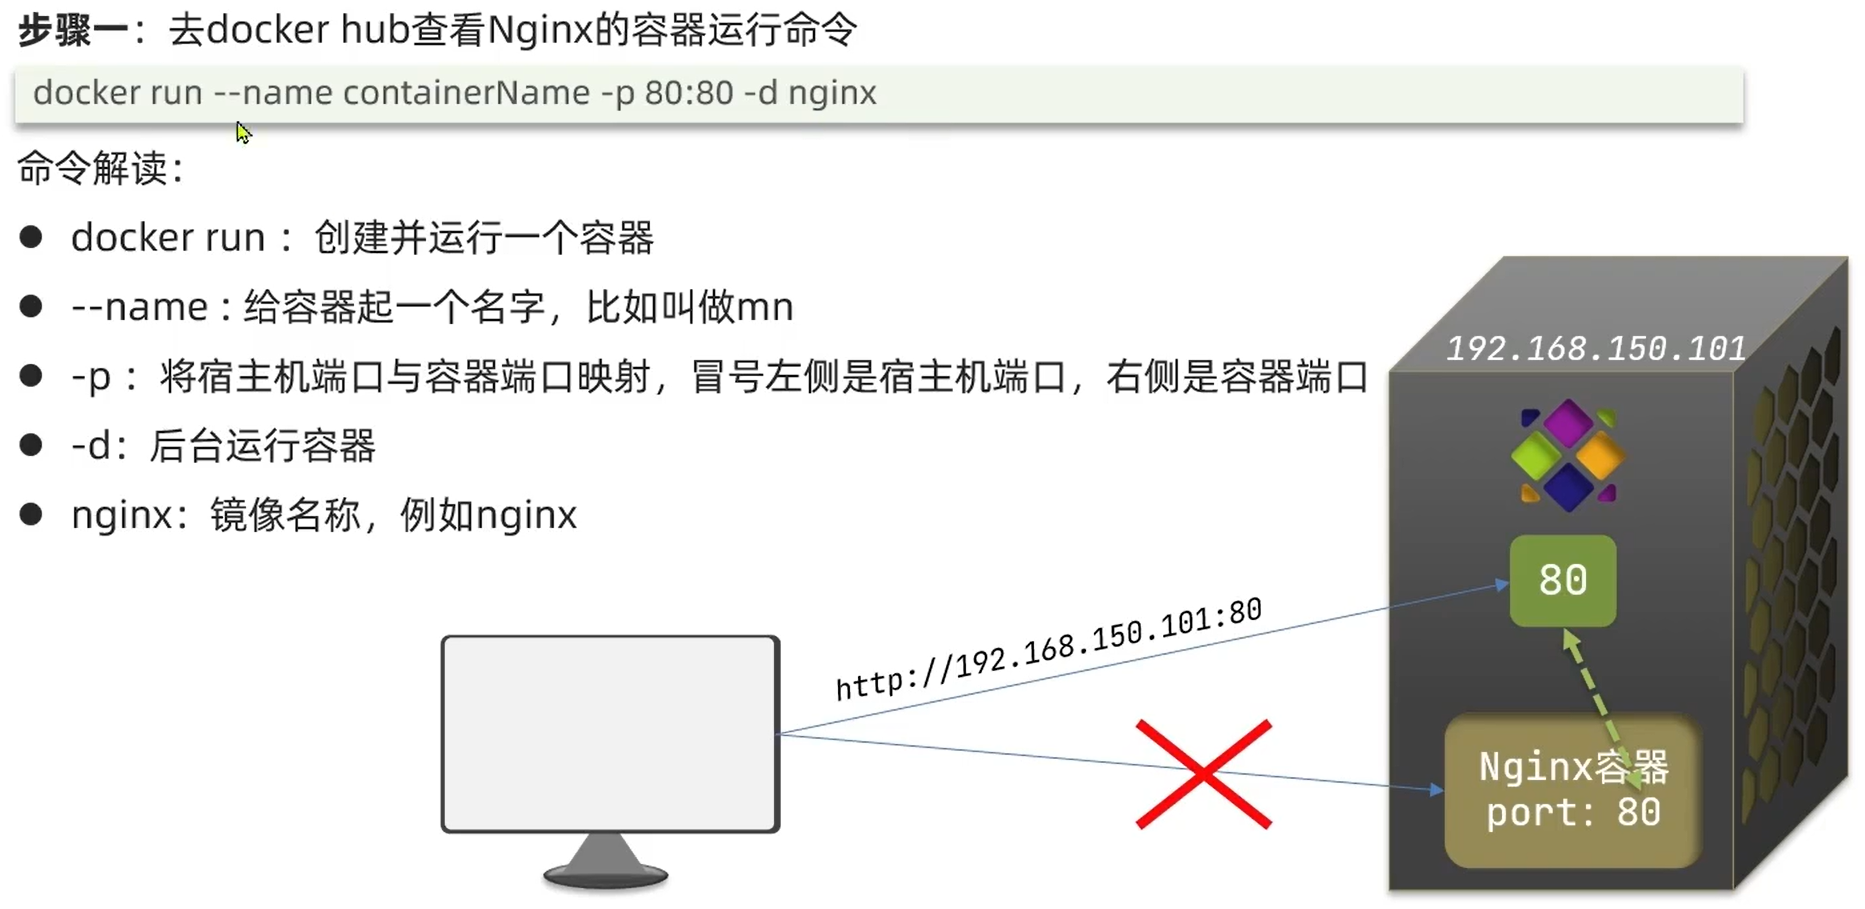 步骤一：去docker hub查看Nginx的容器运行命令
docker run --name containerName -p 80:80 -d nginx
命令解读：
docker run ：创建并运行一个容器
--name : 给容器起一个名字，比如叫做mn
-p ：将宿主机端口与容器端口映射，冒号左侧是宿主机端口，右侧是容器端口
-d：后台运行容器
nginx：镜像名称，例如nginx
192.168.150.101
80
http://192.168.150.101:80
Nginx容器
port: 80